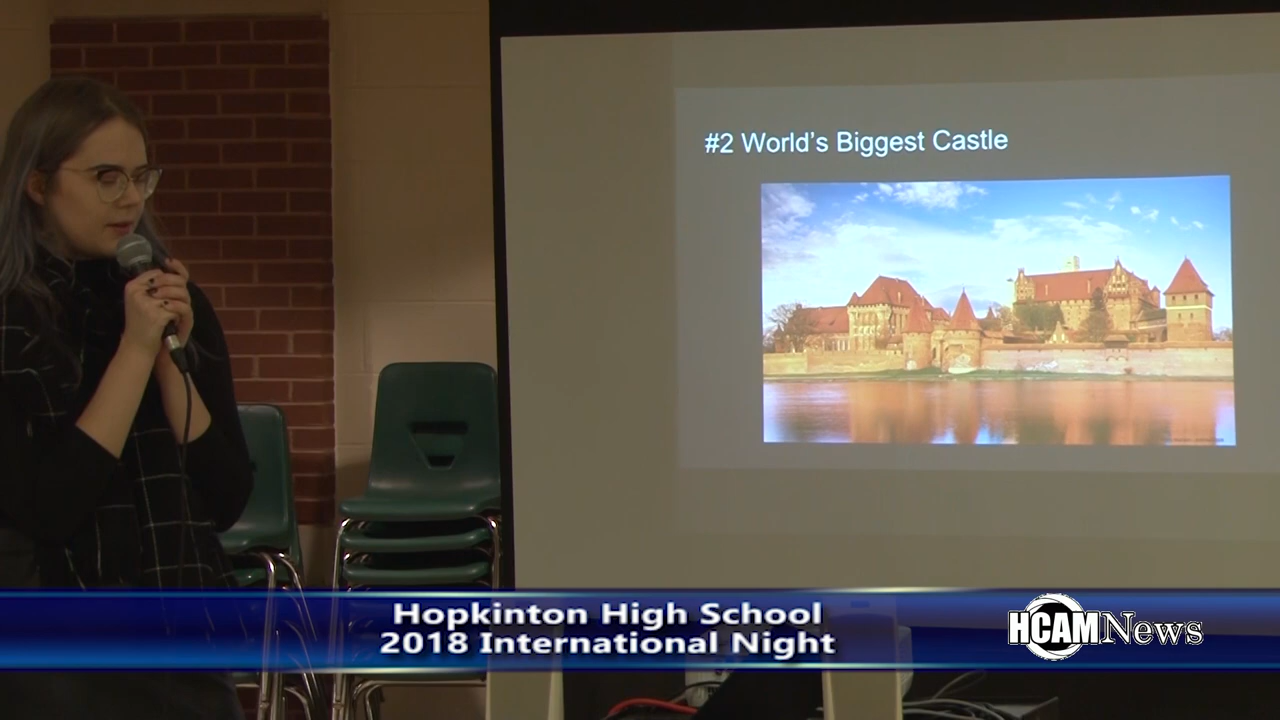 #2 World's Biggest Castle
Hopkinton High School
2018 International Night
HCAMNews